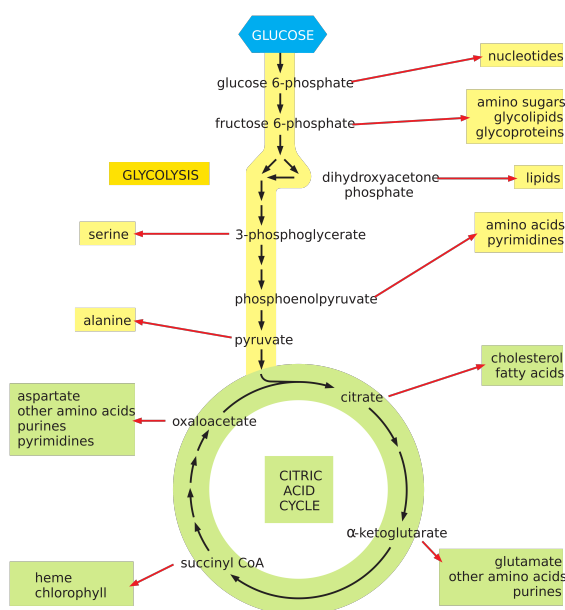 GLUCOSE
nucleotides
glucose 6-phosphate
amino sugars
glycolipids
glycoproteins
fructose 6-phosphate
GLYCOLYSIS
dihydroxyacetone
phosphate
lipids
serine
3-phosphoglycerate
amino acids
pyrimidines
phosphoenolpyruvate
alanine
pyruvate
cholesterol
fatty acids
citrate
aspartate
other amino acids
purines
pyrimidines
oxaloacetate
CITRIC
ACID
CYCLE
α-ketoglutarate
succinyl CoA
glutamate
other amino acids
purines
heme
chlorophyll